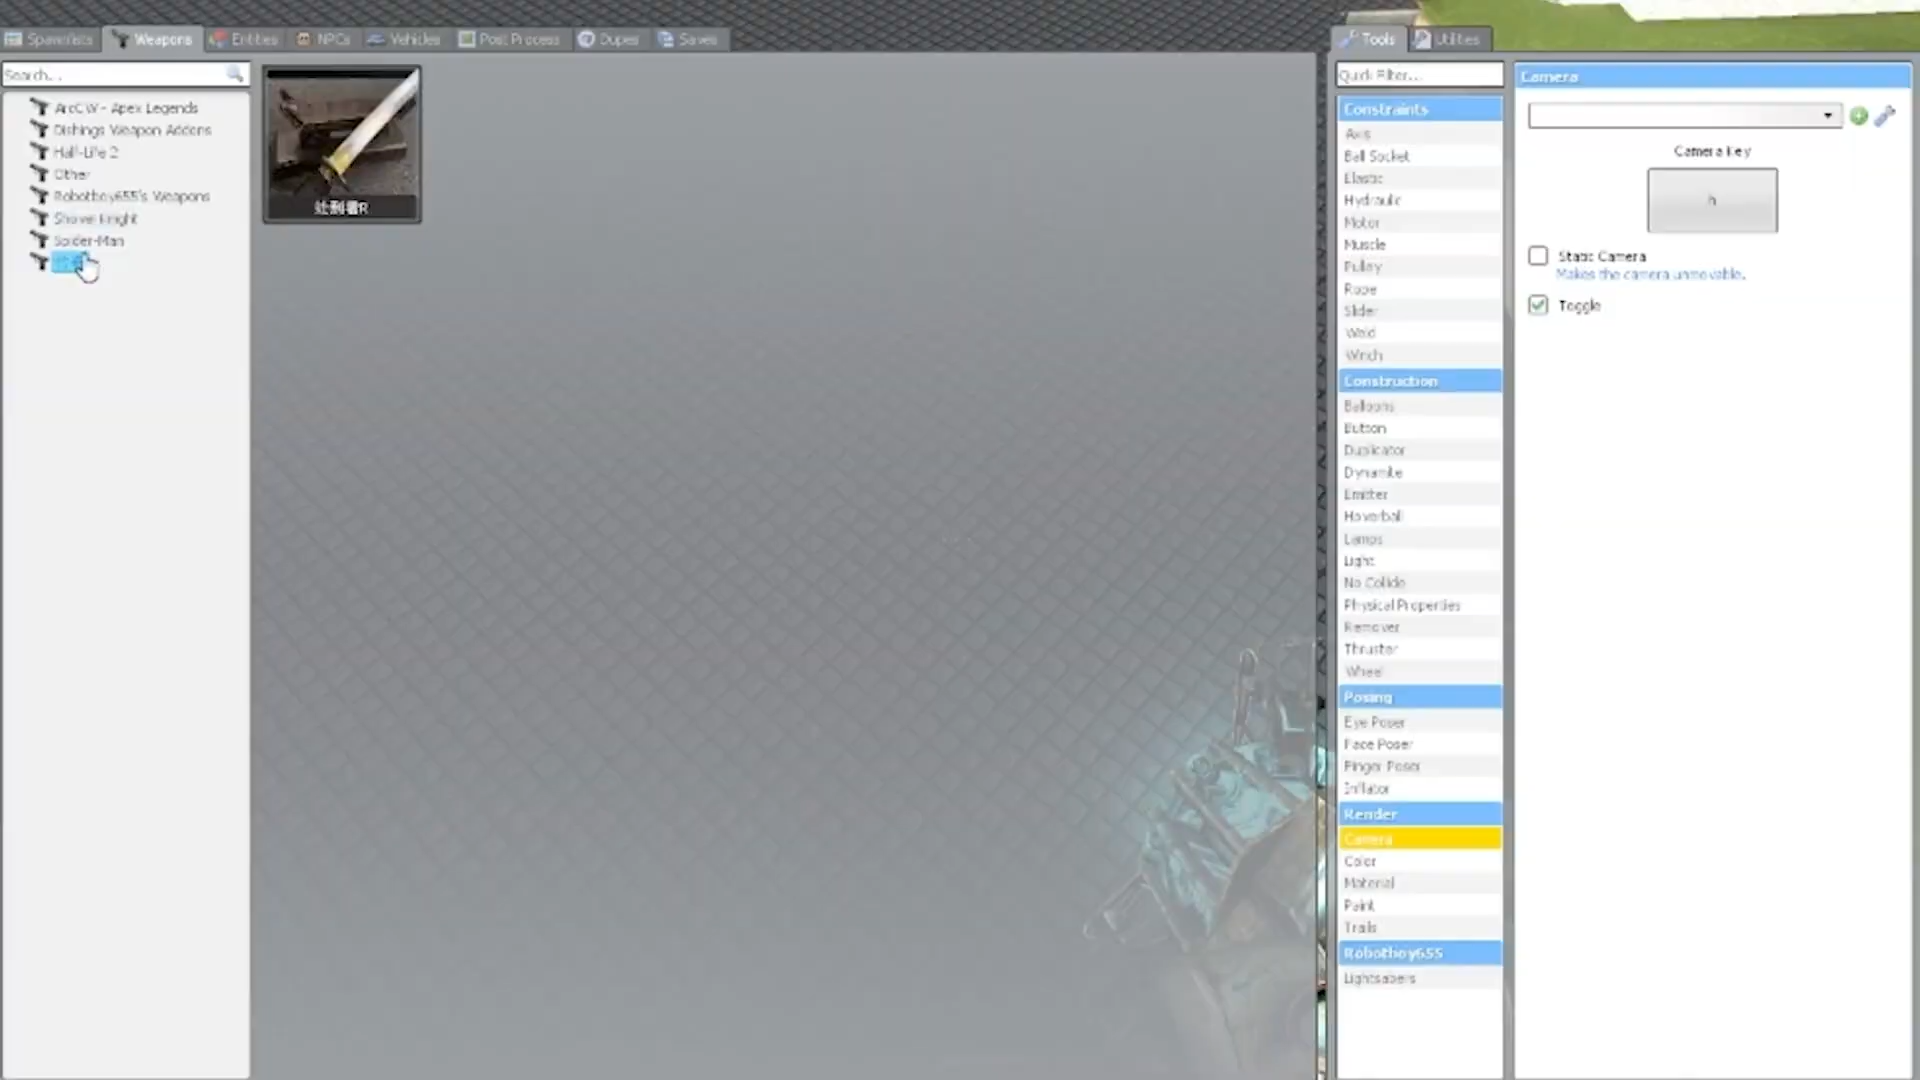 Spawnlists
Weapons
Entities
NPCs
Vehicles
Post Process
Dupes
Saves
Tools
Utilities
Search...
ArcCW - Apex Legends
Dishings Weapon Addons
Half-Life 2
Other
Robotboy655's Weapons
Shovel Knight
Spider-Man
Quick Filter...
Constraints
Axis
Ball Socket
Elastic
Hydraulic
Motor
Muscle
Pulley
Rope
Slider
Weld
Winch
Construction
Balloons
Button
Duplicator
Dynamite
Emitter
Hoverball
Lamps
Light
No Collide
Physical Properties
Remover
Thruster
Wheel
Posing
Eye Poser
Face Poser
Finger Poser
Inflator
Render
Camera
Color
Material
Paint
Trails
Robotboy655
Lightsabers
Camera
Camera Key
h
Static Camera
Makes the camera unmovable.
Toggle